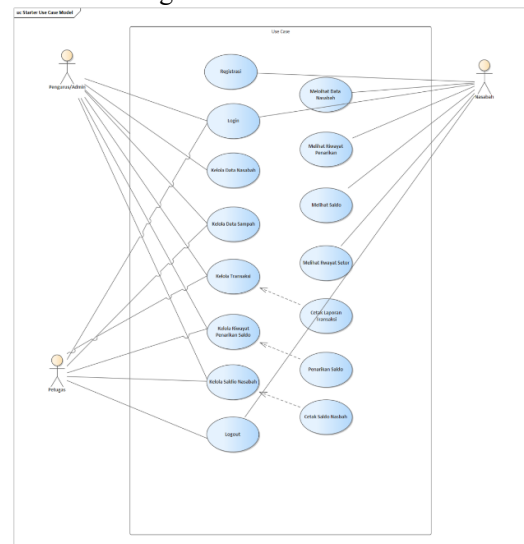 uc Starter Use Case Model
Use Case
Pengurus/Admin
Nasabah
Petugas
Registrasi
Login
Kelola Data Nasabah
Kelola Data Sampah
Kelola Transaksi
Kelola Riwayat
Penarikan Saldo
Kelola Saldo Nasabah
Logout
Melihat Data
Nasabah
Melihat Riwayat
Penarikan
Melihat Saldo
Melihat Riwayat Setor
Cetak Laporan
Transaksi
Penarikan Saldo
Cetak Saldo